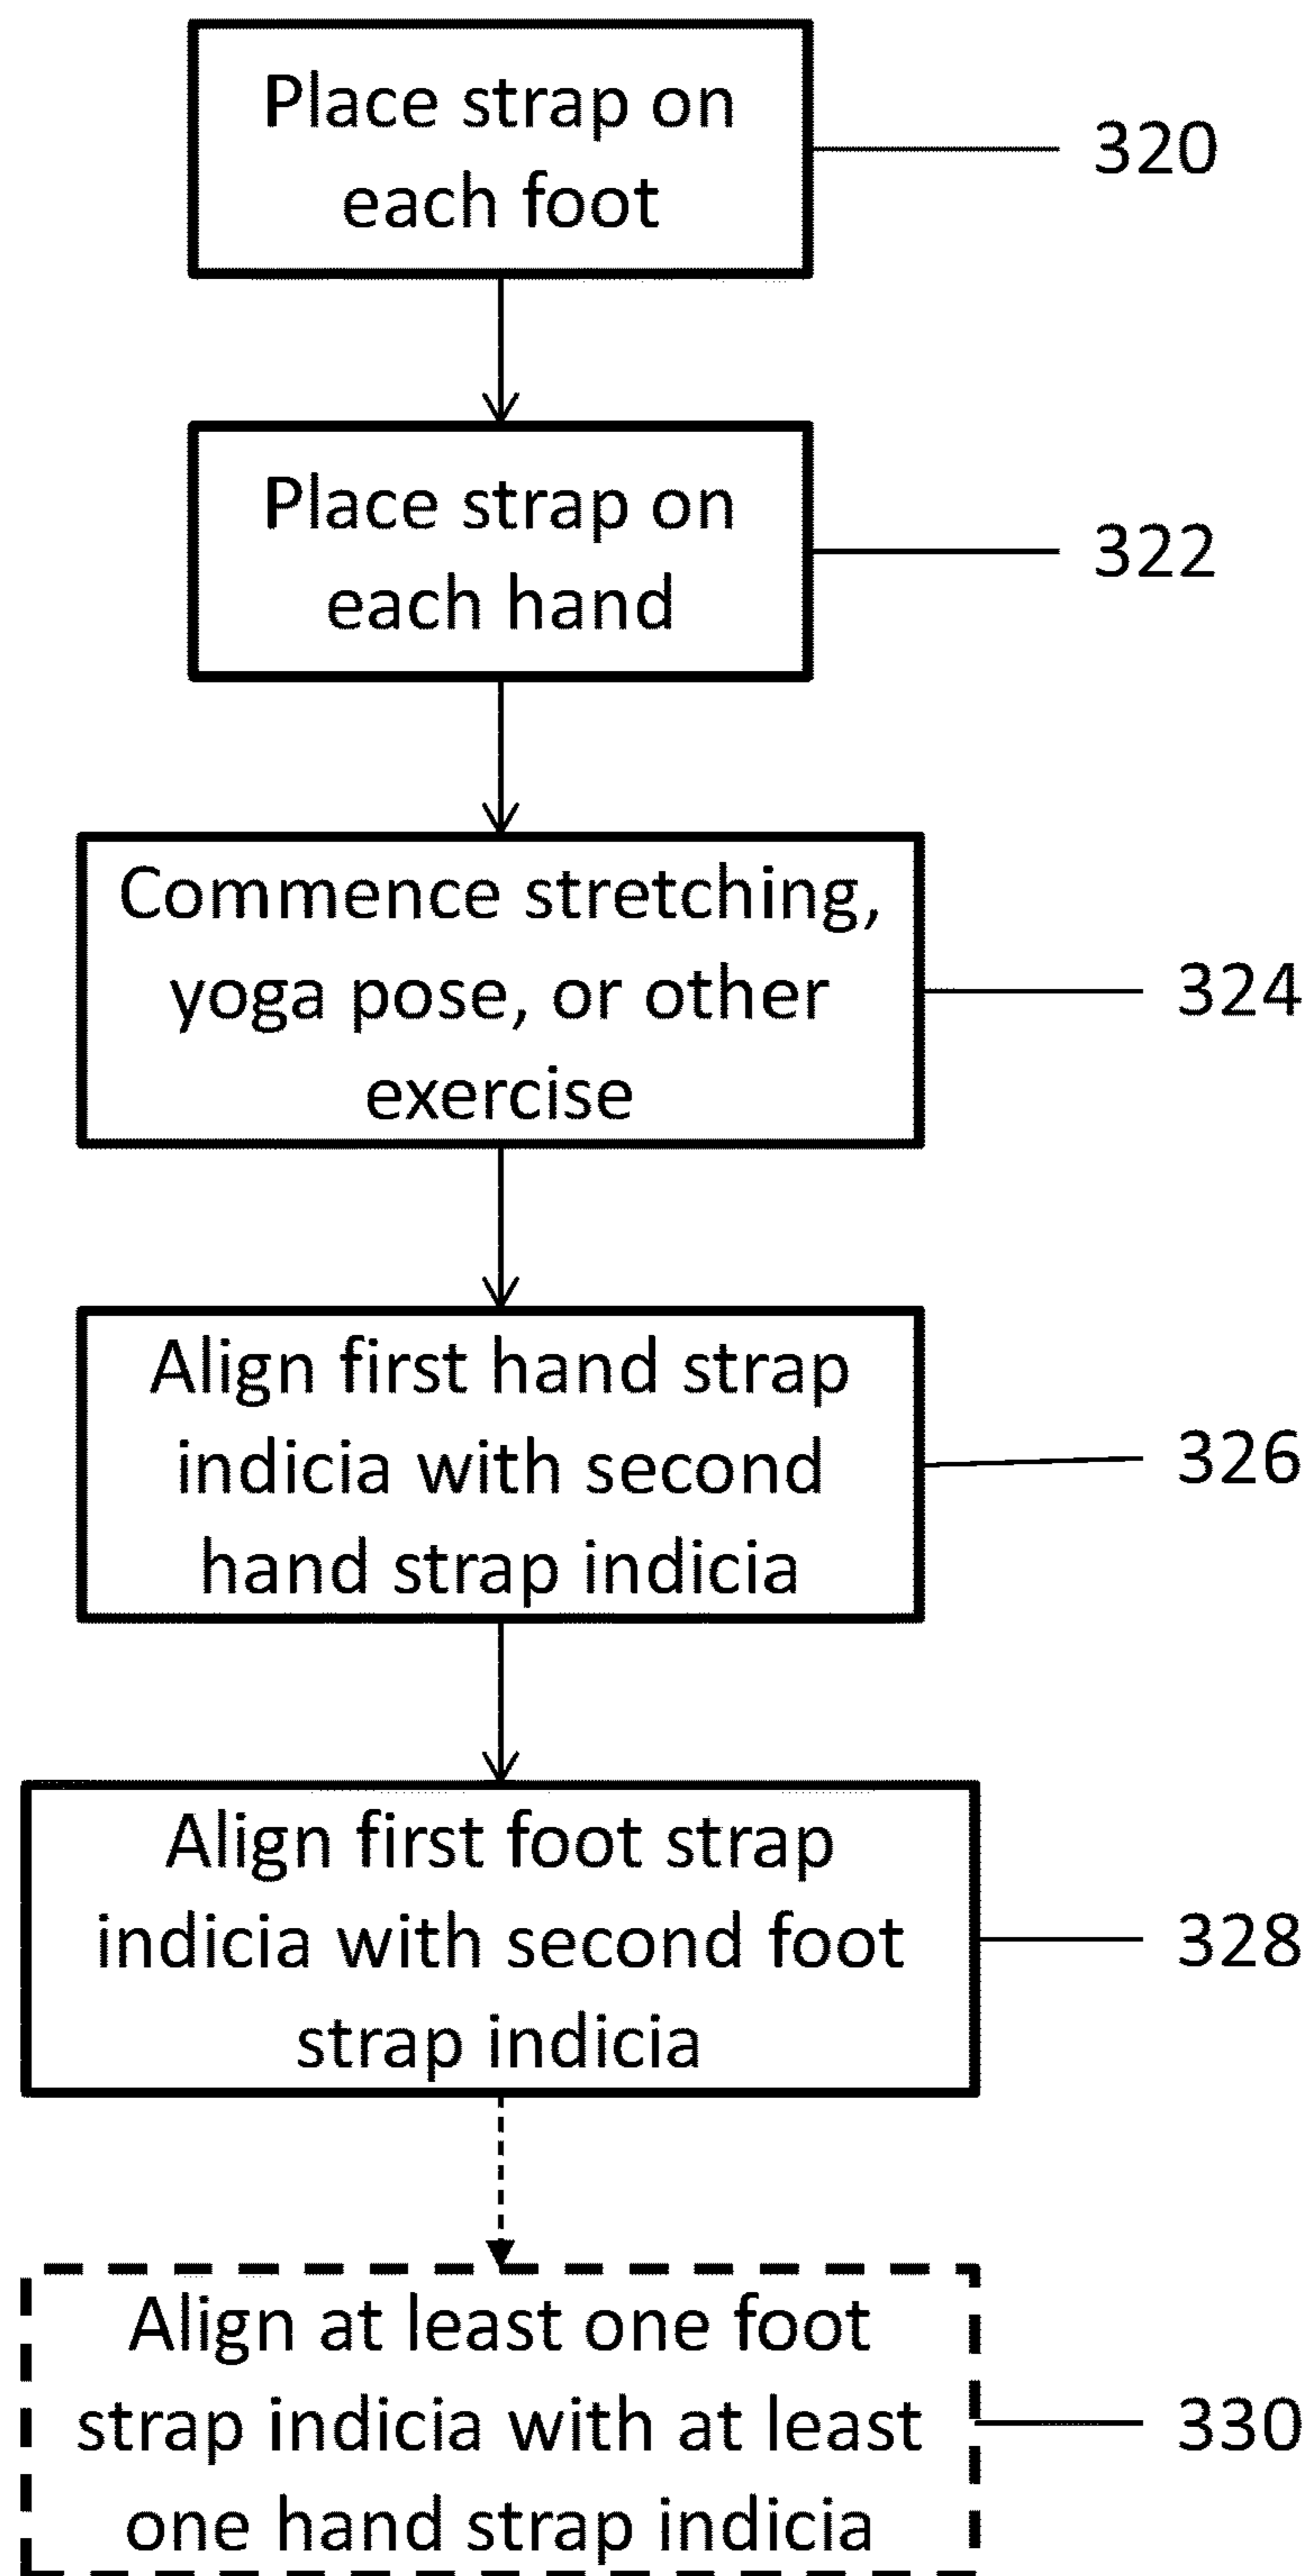 Place strap on
each foot
320
Place strap on
each hand
322
Commence stretching,
yoga pose, or other
exercise
324
Align first hand strap
indicia with second
hand strap indicia
326
Align first foot strap
indicia with second foot
strap indicia
328
Align at least one foot
strap indicia with at least
one hand strap indicia
330